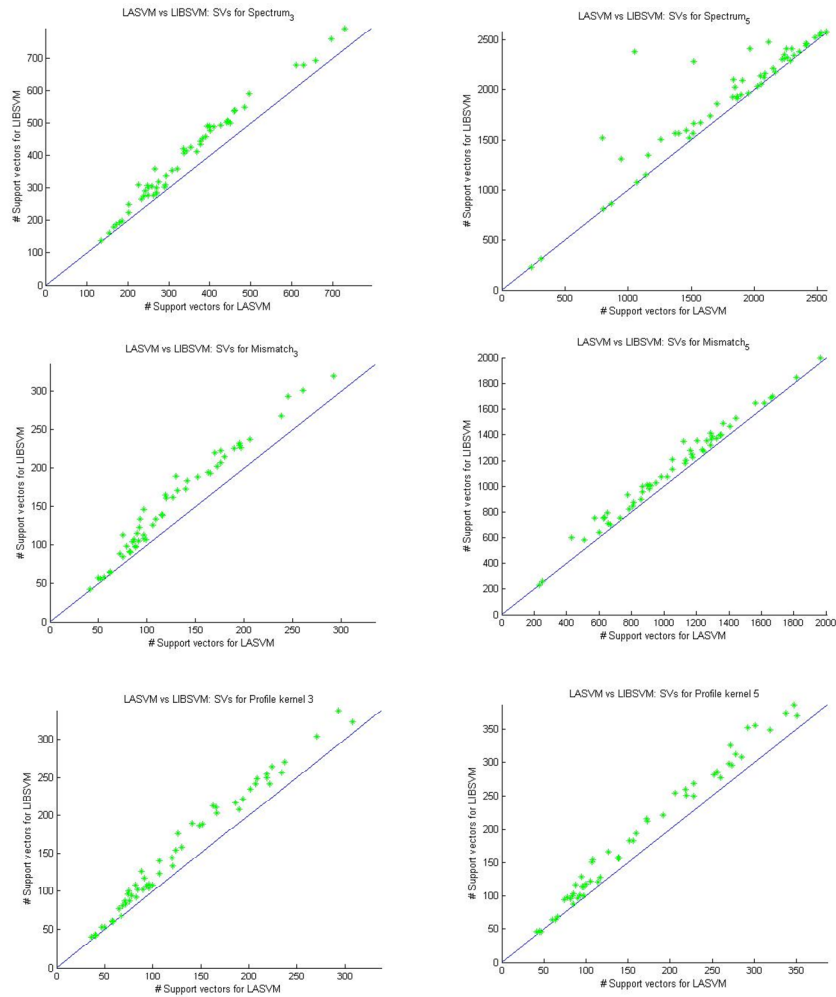 LASVM vs LIBSVM: SVs for Spectrum3
# Support vectors for LIBSVM
700
600
500
400
300
200
100
0
0 100 200 300 400 500 600 700
# Support vectors for LASVM
LASVM vs LIBSVM: SVs for Spectrum5
# Support vectors for LIBSVM
2500
2000
1500
1000
500
0
500 1000 1500 2000 2500
# Support vectors for LASVM
LASVM vs LIBSVM: SVs for Mismatch3
# Support vectors for LIBSVM
300
250
200
150
100
50
0
0 50 100 150 200 250 300
# Support vectors for LASVM
LASVM vs LIBSVM: SVs for Mismatch5
# Support vectors for LIBSVM
2000
1800
1600
1400
1200
1000
800
600
400
200
0
0 200 400 600 800 1000 1200 1400 1600 1800 2000
# Support vectors for LASVM
LASVM vs LIBSVM: SVs for Profile kernel 3
# Support vectors for LIBSVM
300
250
200
150
100
50
0
0 50 100 150 200 250 300
# Support vectors for LASVM
LASVM vs LIBSVM: SVs for Profile kernel 5
# Support vectors for LIBSVM
350
300
250
200
150
100
50
0
0 50 100 150 200 250 300 350
# Support vectors for LASVM